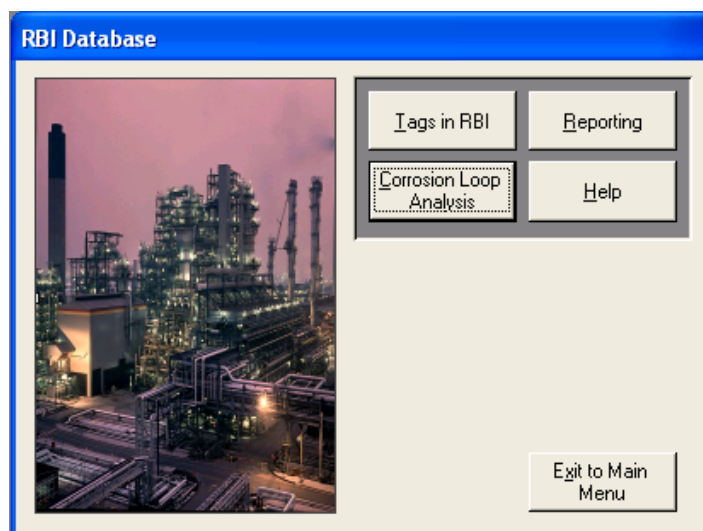 RBI Database
Tags in RBI
Reporting
Corrosion Loop
Analysis
Help
Exit to Main
Menu